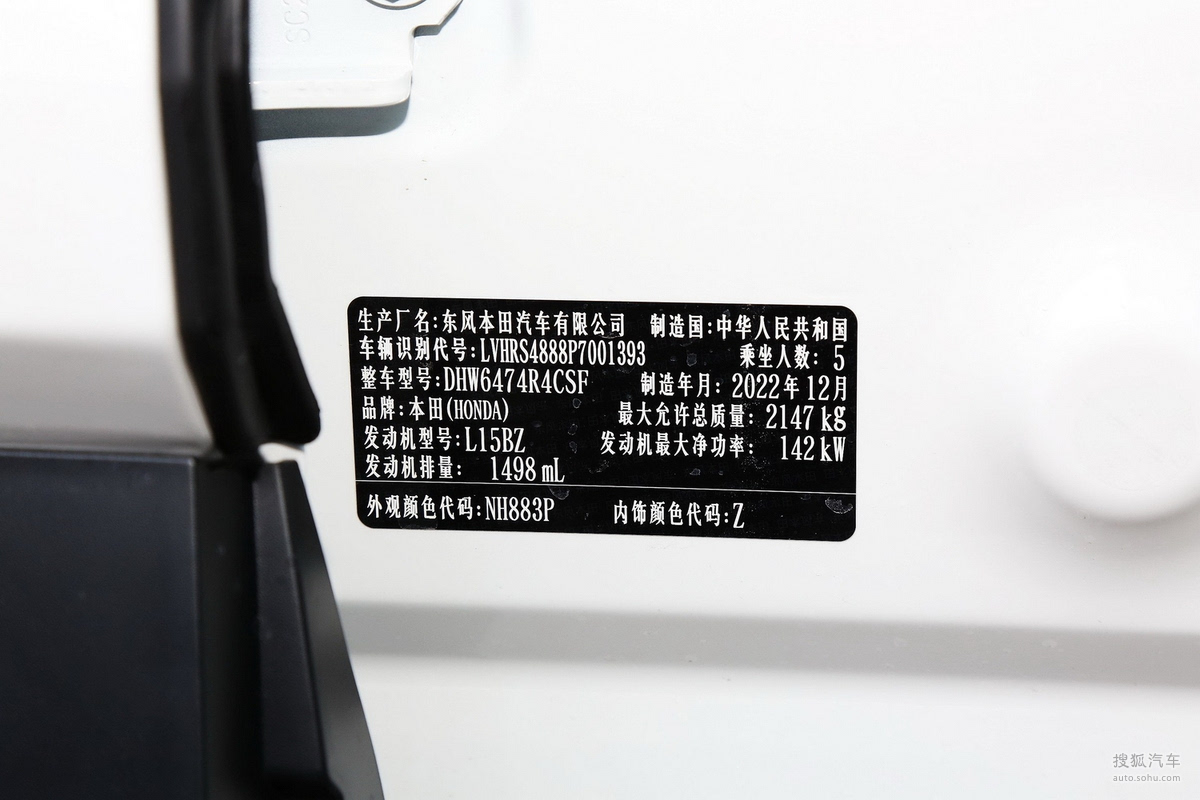 生产厂名:东风本田汽车有限公司 制造国:中华人民共和国
车辆识别代号:LVHRS4888P7001393 乘坐人数: 5
整车型号:DHW6474R4CSF 制造年月: 2022年12月
品牌:本田(HONDA) 最大允许总质量: 2147kg
发动机型号:L15BZ 发动机最大净功率: 142kW
发动机排量: 1498mL
外观颜色代码:NH883P 内饰颜色代码:Z
搜狐汽车
auto.sohu.com